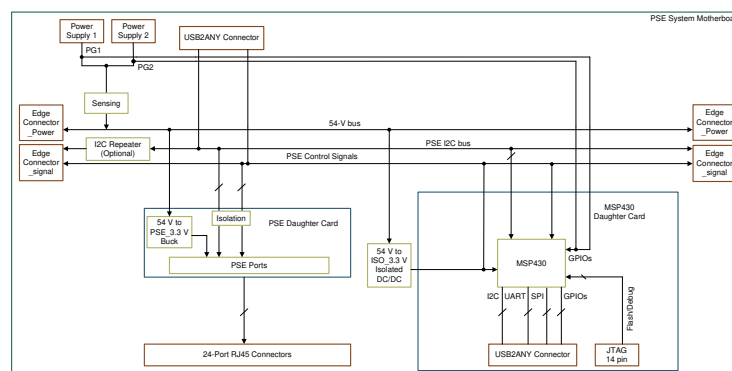 PSE System Motherboard
Power
Supply 1
Power
Supply 2
USB2ANY Connector
PG1
PG2
Sensing
Edge
Connector
_Power
54-V bus
Edge
Connector
_Power
I2C Repeater
(Optional)
PSE I2C bus
Edge
Connector
_signal
PSE Control Signals
Edge
Connector
_signal
MSP430
Daughter Card
Isolation
PSE Daughter Card
54 V to
PSE_3.3 V
Buck
54 V to
ISO_3.3 V
Isolated
DC/DC
MSP430
GPIOs
PSE Ports
I2C
UART
SPI
GPIOs
Flash/Debug
24-Port RJ45 Connectors
USB2ANY Connector
JTAG
14 pin